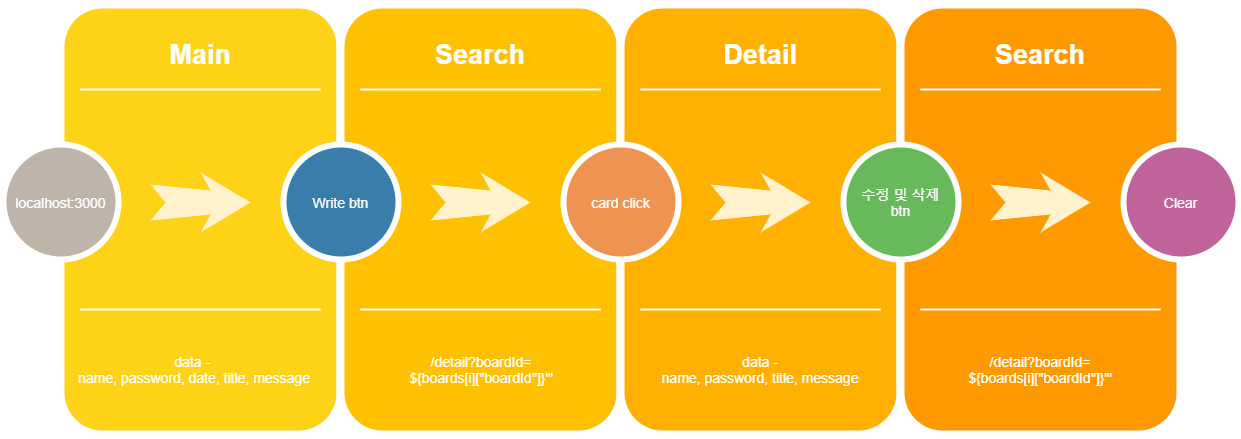 Main
Search
Detail
Search
localhost:3000
Write btn
card click
수정 및 삭제
btn
Clear
data -
name, password, date, title, message
/detail?boardId=
${boards[i]["boardId"]}'"
data -
name, password, title, message
/detail?boardId=
${boards[i]["boardId"]}'"